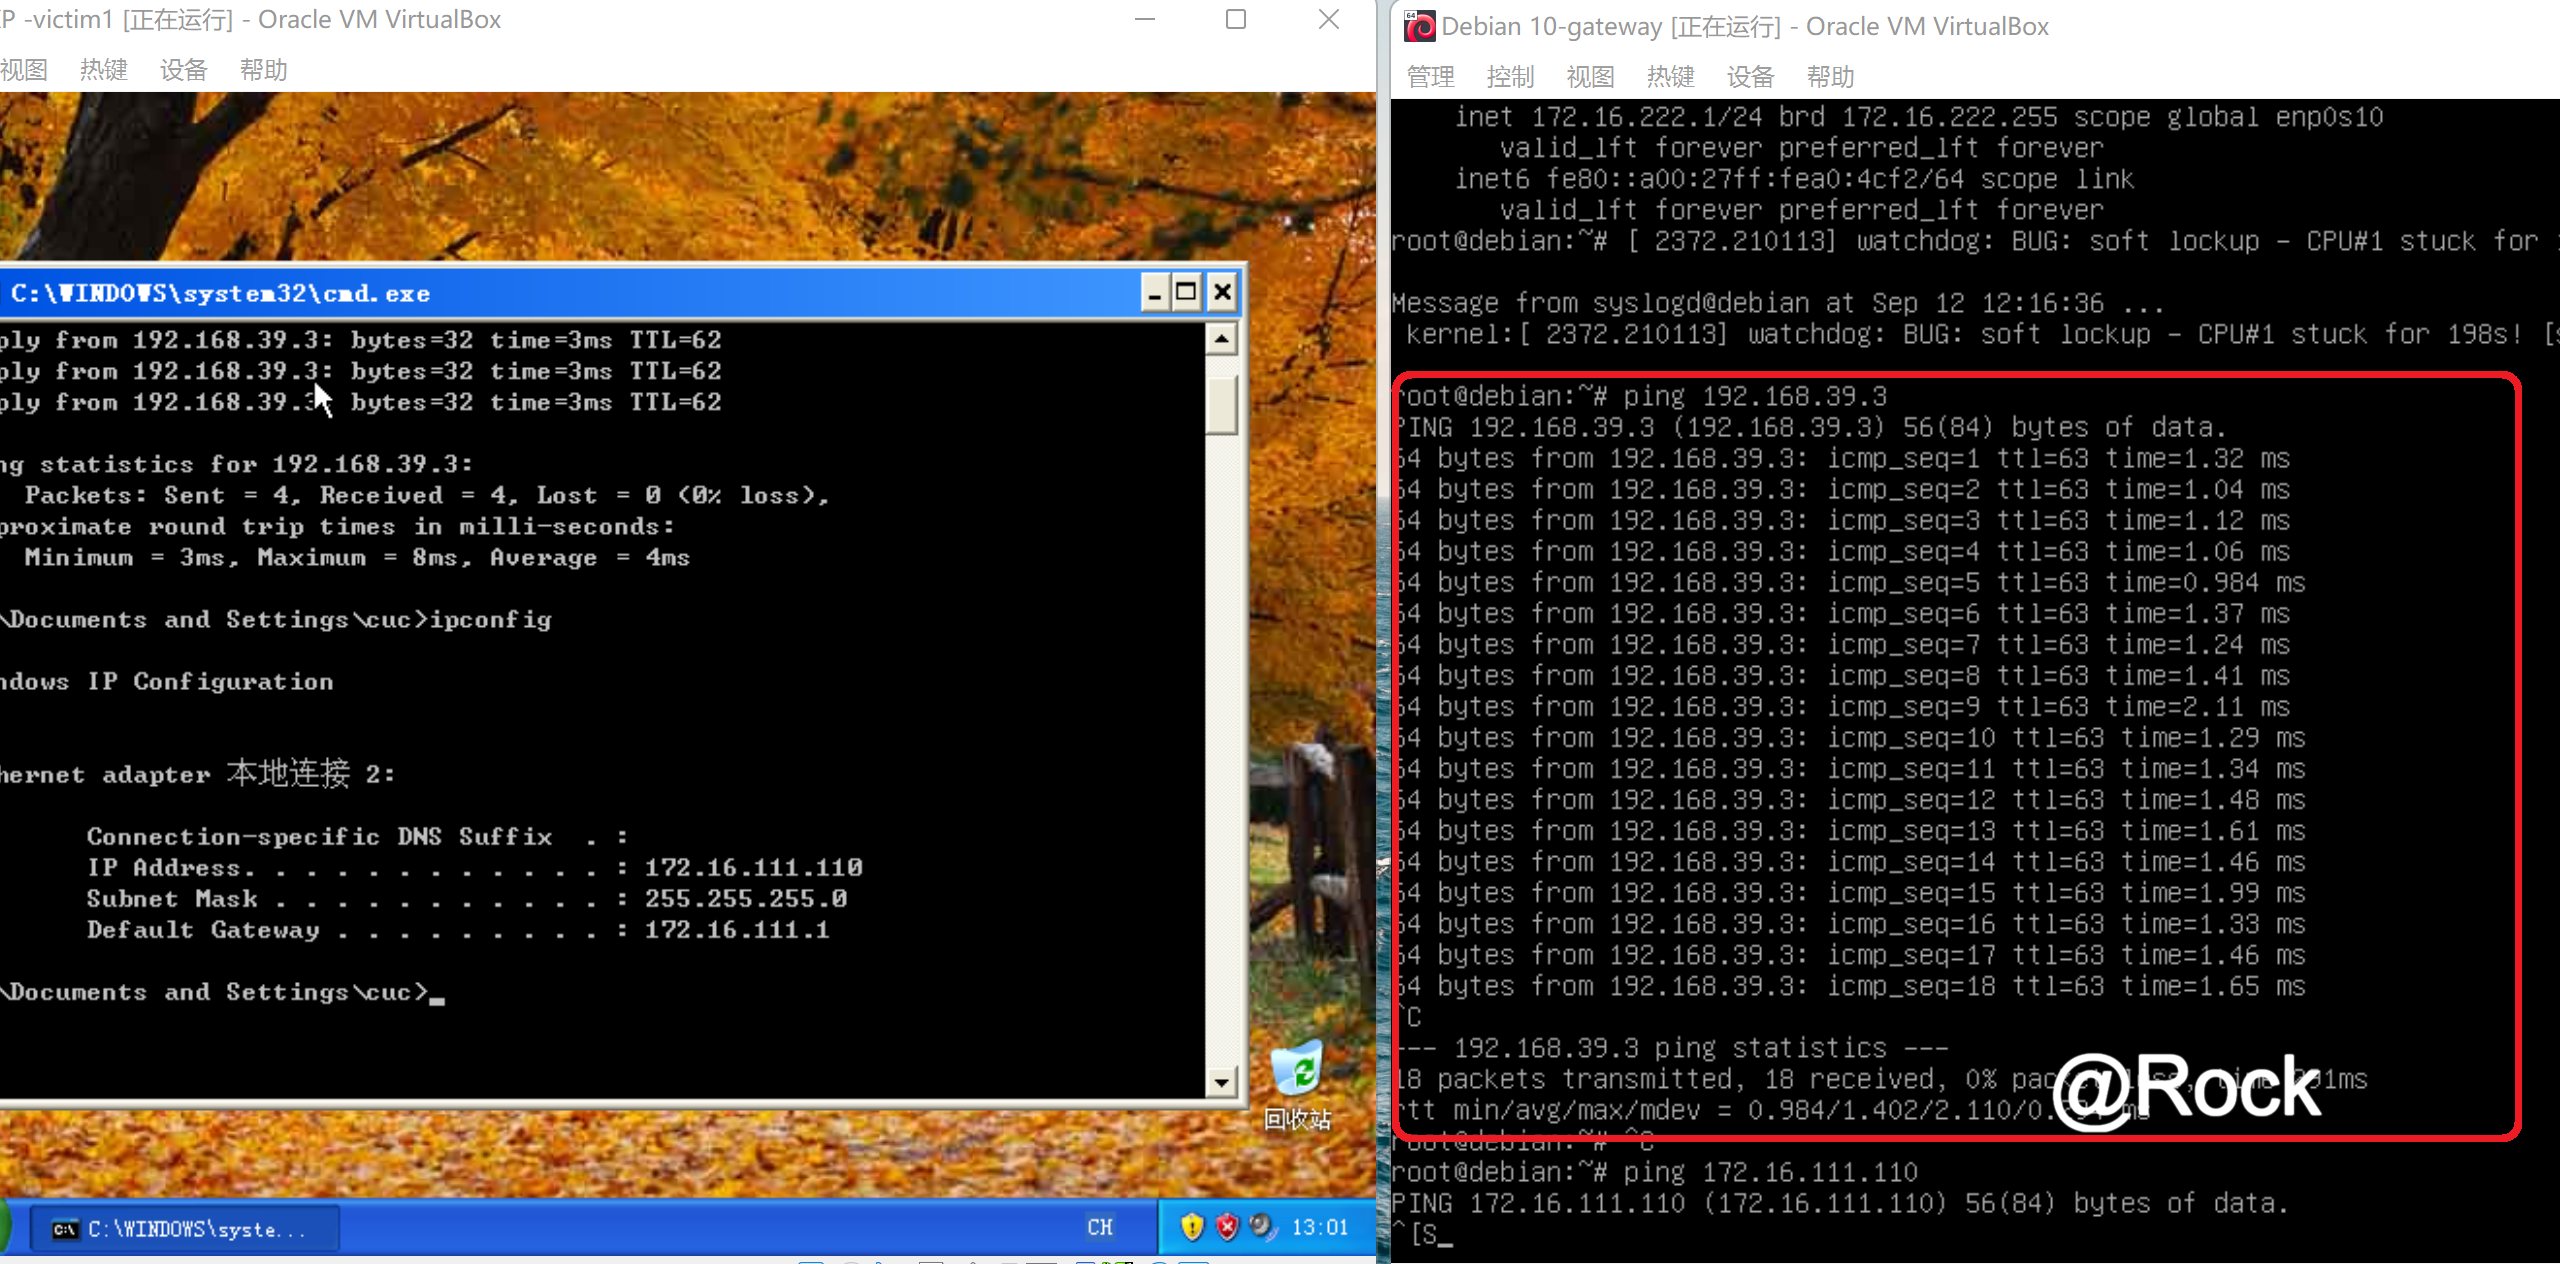 P -victim1 [正在运行] - Oracle VM VirtualBox
视图 热键 设备 帮助
C:\WINDOWS\system32\cmd.exe
ply from 192.168.39.3: bytes=32 time=3ms TTL=62
ply from 192.168.39.3: bytes=32 time=3ms TTL=62
ply from 192.168.39.3 bytes=32 time=3ms TTL=62
ng statistics for 192.168.39.3:
Packets: Sent = 4, Received = 4, Lost = 0 (0% loss),
proximate round trip times in milli-seconds:
Minimum = 3ms, Maximum = 8ms, Average = 4ms
\Documents and Settings\cuc>ipconfig
ndows IP Configuration
hernet adapter 本地连接 2:
Connection-specific DNS Suffix  . :
IP Address. . . . . . . . . . . . : 172.16.111.110
Subnet Mask . . . . . . . . . . . : 255.255.255.0
Default Gateway . . . . . . . . . : 172.16.111.1
\Documents and Settings\cuc>_
回收站
C:\WINDOWS\syste...
CH
13:01
Debian 10-gateway [正在运行] - Oracle VM VirtualBox
管理 控制 视图 热键 设备 帮助
inet 172.16.222.1/24 brd 172.16.222.255 scope global enp0s10
valid_lft forever preferred_lft forever
inet6 fe80::a00:27ff:fea0:4cf2/64 scope link
valid_lft forever preferred_lft forever
root@debian:~# [ 2372.210113] watchdog: BUG: soft lockup - CPU#1 stuck for
Message from syslogd@debian at Sep 12 12:16:36 ...
kernel:[ 2372.210113] watchdog: BUG: soft lockup - CPU#1 stuck for 198s! [s
root@debian:~# ping 192.168.39.3
PING 192.168.39.3 (192.168.39.3) 56(84) bytes of data.
64 bytes from 192.168.39.3: icmp_seq=1 ttl=63 time=1.32 ms
64 bytes from 192.168.39.3: icmp_seq=2 ttl=63 time=1.04 ms
64 bytes from 192.168.39.3: icmp_seq=3 ttl=63 time=1.12 ms
64 bytes from 192.168.39.3: icmp_seq=4 ttl=63 time=1.06 ms
64 bytes from 192.168.39.3: icmp_seq=5 ttl=63 time=0.984 ms
64 bytes from 192.168.39.3: icmp_seq=6 ttl=63 time=1.37 ms
64 bytes from 192.168.39.3: icmp_seq=7 ttl=63 time=1.24 ms
64 bytes from 192.168.39.3: icmp_seq=8 ttl=63 time=1.41 ms
64 bytes from 192.168.39.3: icmp_seq=9 ttl=63 time=2.11 ms
64 bytes from 192.168.39.3: icmp_seq=10 ttl=63 time=1.29 ms
64 bytes from 192.168.39.3: icmp_seq=11 ttl=63 time=1.34 ms
64 bytes from 192.168.39.3: icmp_seq=12 ttl=63 time=1.48 ms
64 bytes from 192.168.39.3: icmp_seq=13 ttl=63 time=1.61 ms
64 bytes from 192.168.39.3: icmp_seq=14 ttl=63 time=1.46 ms
64 bytes from 192.168.39.3: icmp_seq=15 ttl=63 time=1.99 ms
64 bytes from 192.168.39.3: icmp_seq=16 ttl=63 time=1.33 ms
64 bytes from 192.168.39.3: icmp_seq=17 ttl=63 time=1.46 ms
64 bytes from 192.168.39.3: icmp_seq=18 ttl=63 time=1.65 ms
^C
--- 192.168.39.3 ping statistics ---
18 packets transmitted, 18 received, 0%
rtt min/avg/max/mdev = 0.984/1.402/2.110/
@Rock
root@debian:~# ^C
root@debian:~# ping 172.16.111.110
PING 172.16.111.110 (172.16.111.110) 56(84) bytes of data.
^[S_